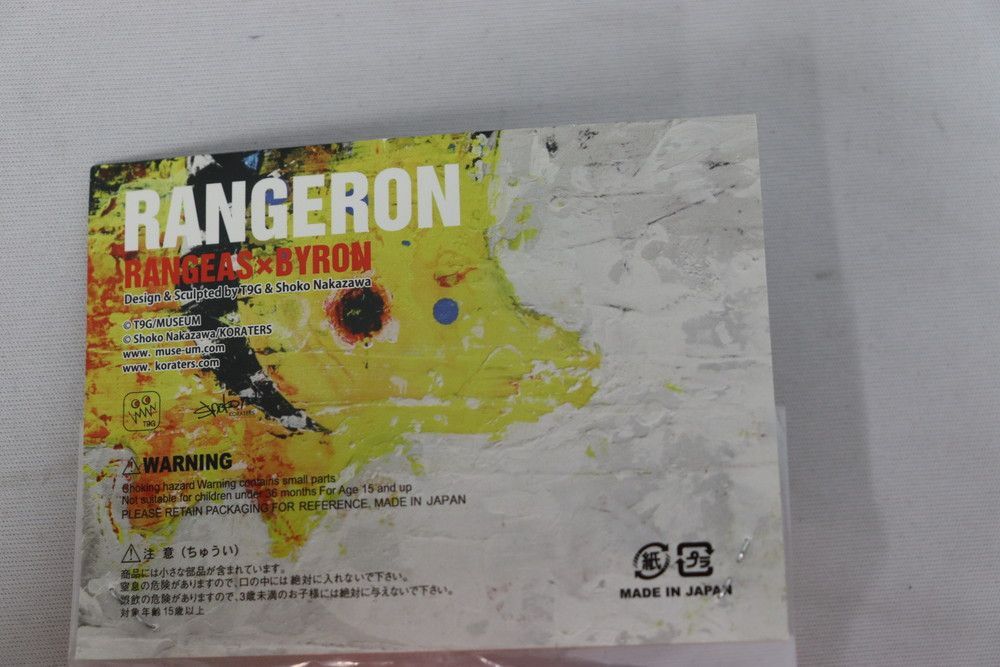 RANGERON
RANGEAS×BYRON
Design & Sculpted by T9G & Shoko Nakazawa
© T9G/MUSEUM
© Shoko Nakazawa/KORATERS
www. muse-um.com
www. koraters.com
T9G
Shoko
KORATERS
WARNING
Choking hazard Warning contains small parts
Not suitable for children under 36 months For Age 15 and up
PLEASE RETAIN PACKAGING FOR REFERENCE. MADE IN JAPAN
注 意 (ちゅうい)
商品には小さな部品が含まれています。
窒息の危険がありますので、口の中には絶対に入れないで下さい。
誤飲の危険がありますので、3歳未満のお子様には絶対に与えないで下さい。
対象年齢15歳以上
紙 プラ
MADE IN JAPAN